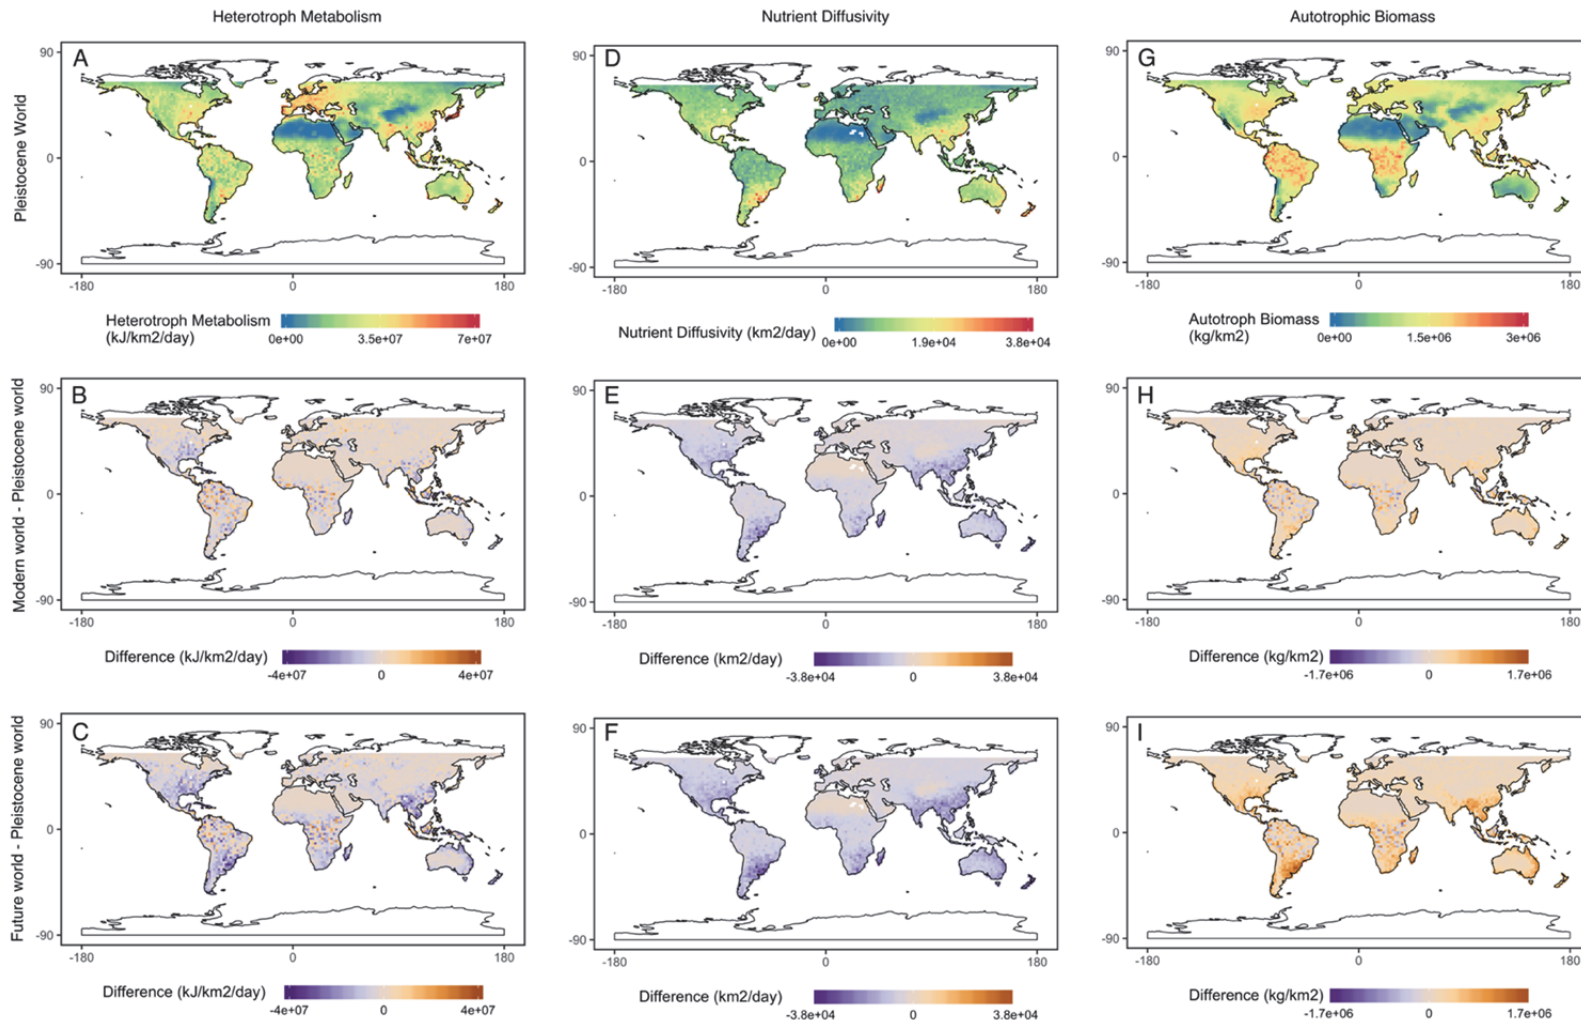 Heterotroph Metabolism
Nutrient Diffusivity
Autotrophic Biomass
Pleistocene World
A
90
0
-90
-180
0
180
Heterotroph Metabolism
(kJ/km2/day)
0e+00
3.5e+07
7e+07
D
90
0
-90
-180
0
180
Nutrient Diffusivity (km2/day)
0e+00
1.9e+04
3.8e+04
G
90
0
-90
-180
0
180
Autotroph Biomass
(kg/km2)
0e+00
1.5e+06
3e+06
Modern world - Pleistocene world
B
90
0
-90
-180
0
180
Difference (kJ/km2/day)
-4e+07
0
4e+07
E
90
0
-90
-180
0
180
Difference (km2/day)
-3.8e+04
0
3.8e+04
H
90
0
-90
-180
0
180
Difference (kg/km2)
-1.7e+06
0
1.7e+06
Future world - Pleistocene world
C
90
0
-90
-180
0
180
Difference (kJ/km2/day)
-4e+07
0
4e+07
F
90
0
-90
-180
0
180
Difference (km2/day)
-3.8e+04
0
3.8e+04
I
90
0
-90
-180
0
180
Difference (kg/km2)
-1.7e+06
0
1.7e+06